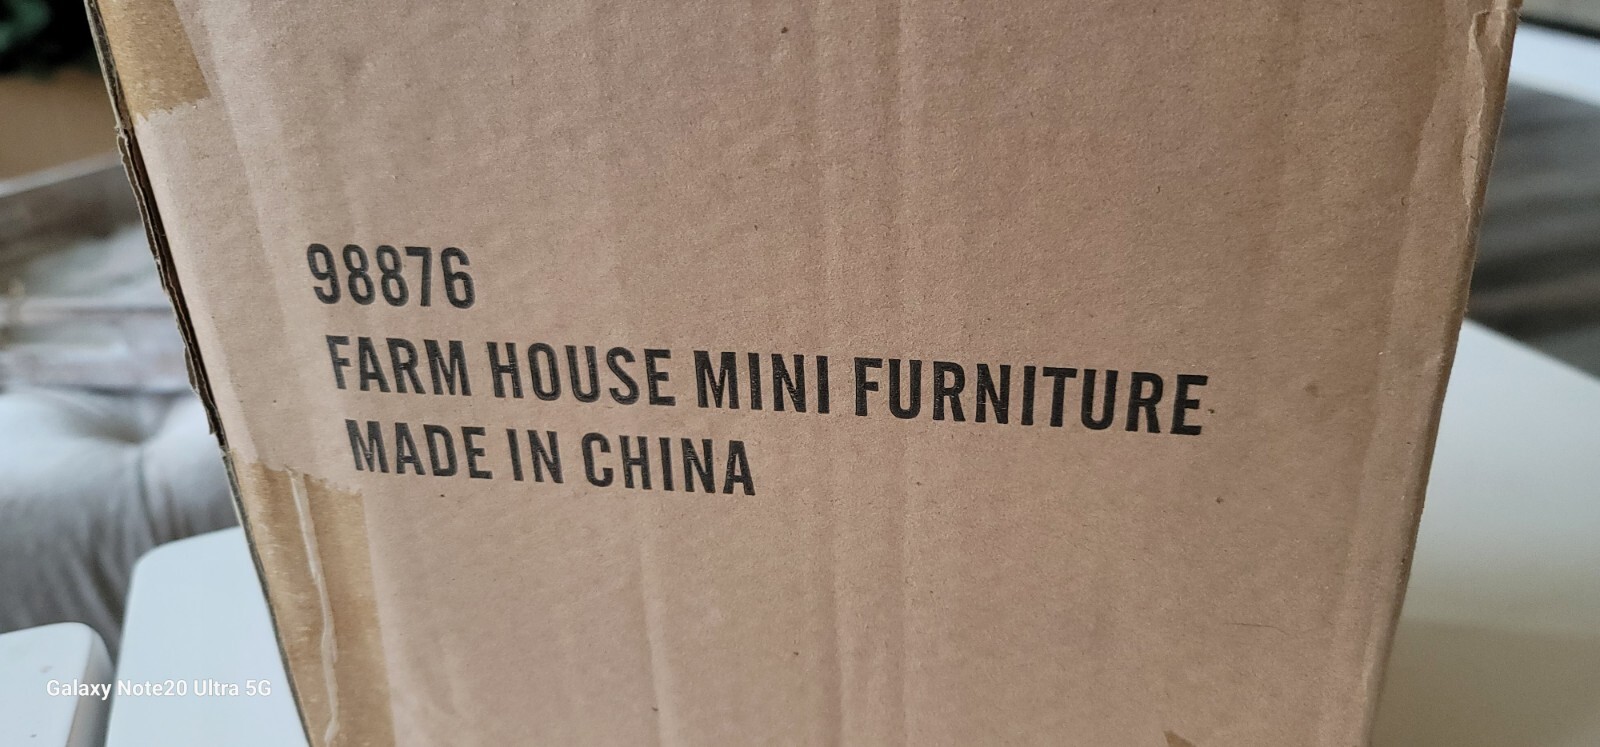 98876
FARM HOUSE MINI FURNITURE
MADE IN CHINA
Galaxy Note20 Ultra 5G